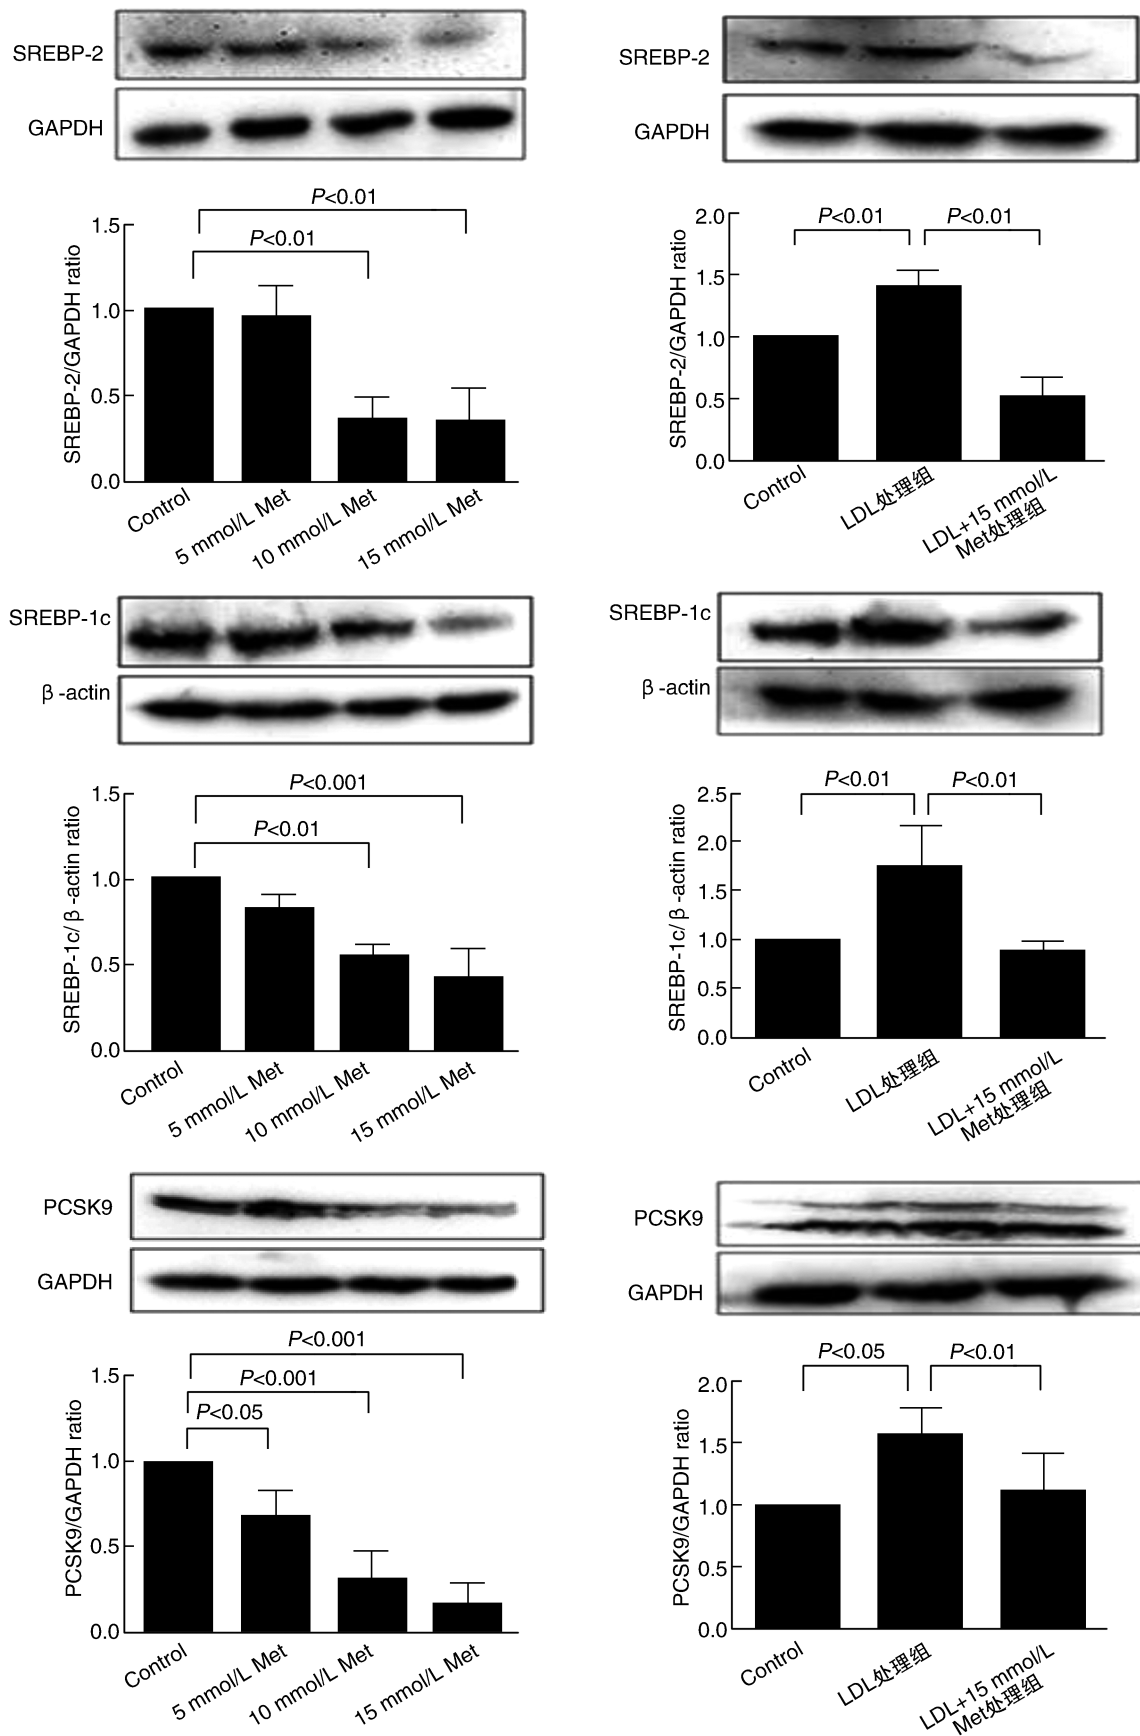 SREBP-2
GAPDH
P<0.01
P<0.01
SREBP-2/GAPDH ratio
1.5
1.0
0.5
0.0
Control
5 mmol/L Met
10 mmol/L Met
15 mmol/L Met
SREBP-2
GAPDH
P<0.01
P<0.01
SREBP-2/GAPDH ratio
2.0
1.5
1.0
0.5
0.0
Control
LDL处理组
LDL+15 mmol/L
Met处理组
SREBP-1c
β-actin
P<0.001
P<0.01
SREBP-1c/β-actin ratio
1.5
1.0
0.5
0.0
Control
5 mmol/L Met
10 mmol/L Met
15 mmol/L Met
SREBP-1c
β-actin
P<0.01
P<0.01
SREBP-1c/β-actin ratio
2.5
2.0
1.5
1.0
0.5
0.0
Control
LDL处理组
LDL+15 mmol/L
Met处理组
PCSK9
GAPDH
P<0.001
P<0.001
P<0.05
PCSK9/GAPDH ratio
1.5
1.0
0.5
0.0
Control
5 mmol/L Met
10 mmol/L Met
15 mmol/L Met
PCSK9
GAPDH
P<0.05
P<0.01
PCSK9/GAPDH ratio
2.0
1.5
1.0
0.5
0.0
Control
LDL处理组
LDL+15 mmol/L
Met处理组